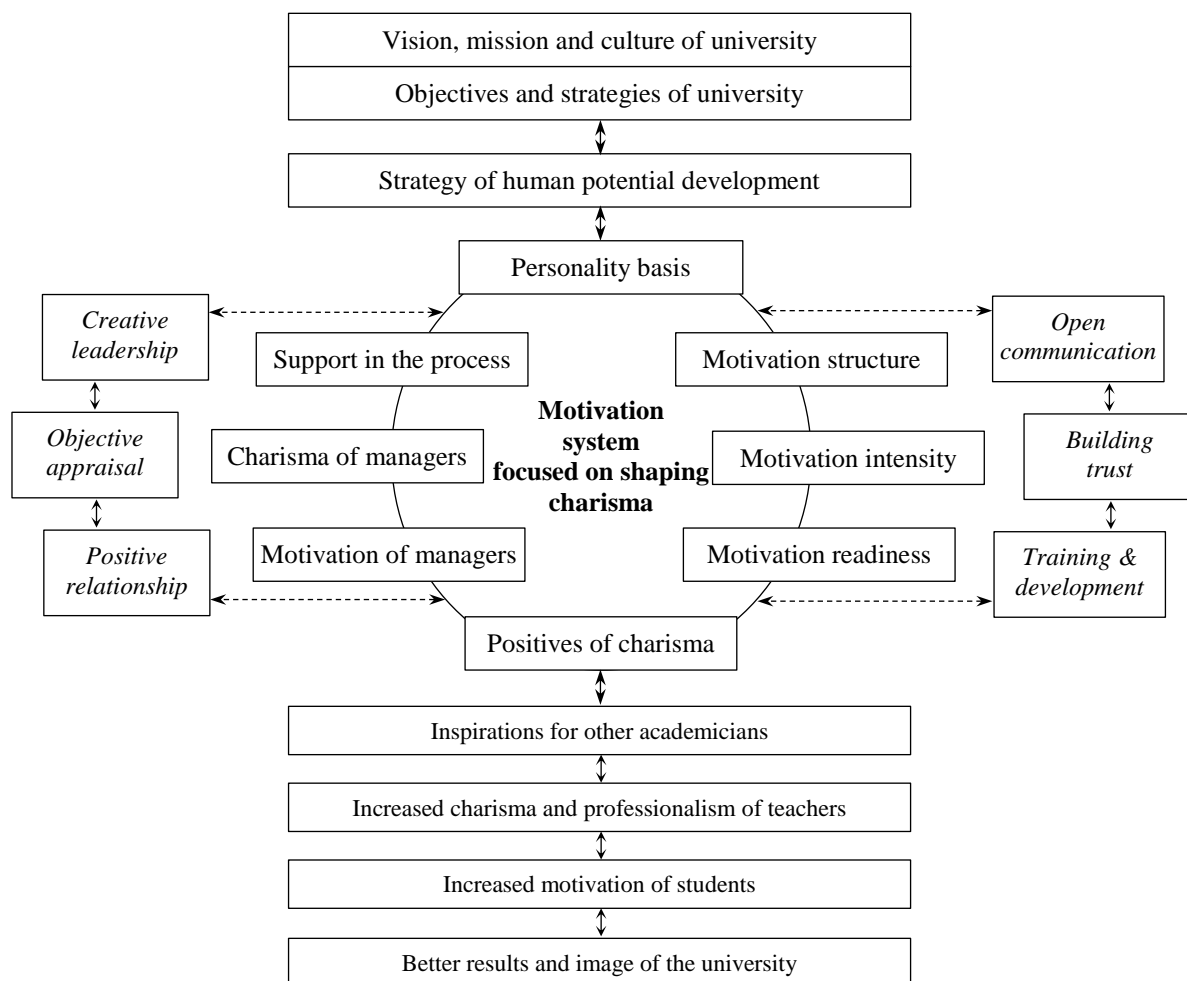 Vision, mission and culture of university
Objectives and strategies of university
Strategy of human potential development
Personality basis
Creative
leadership
Open
communication
Support in the process
Motivation structure
Motivation
system
focused on shaping
charisma
Objective
appraisal
Charisma of managers
Motivation intensity
Building
trust
Positive
relationship
Motivation of managers
Motivation readiness
Training &
development
Positives of charisma
Inspirations for other academicians
Increased charisma and professionalism of teachers
Increased motivation of students
Better results and image of the university